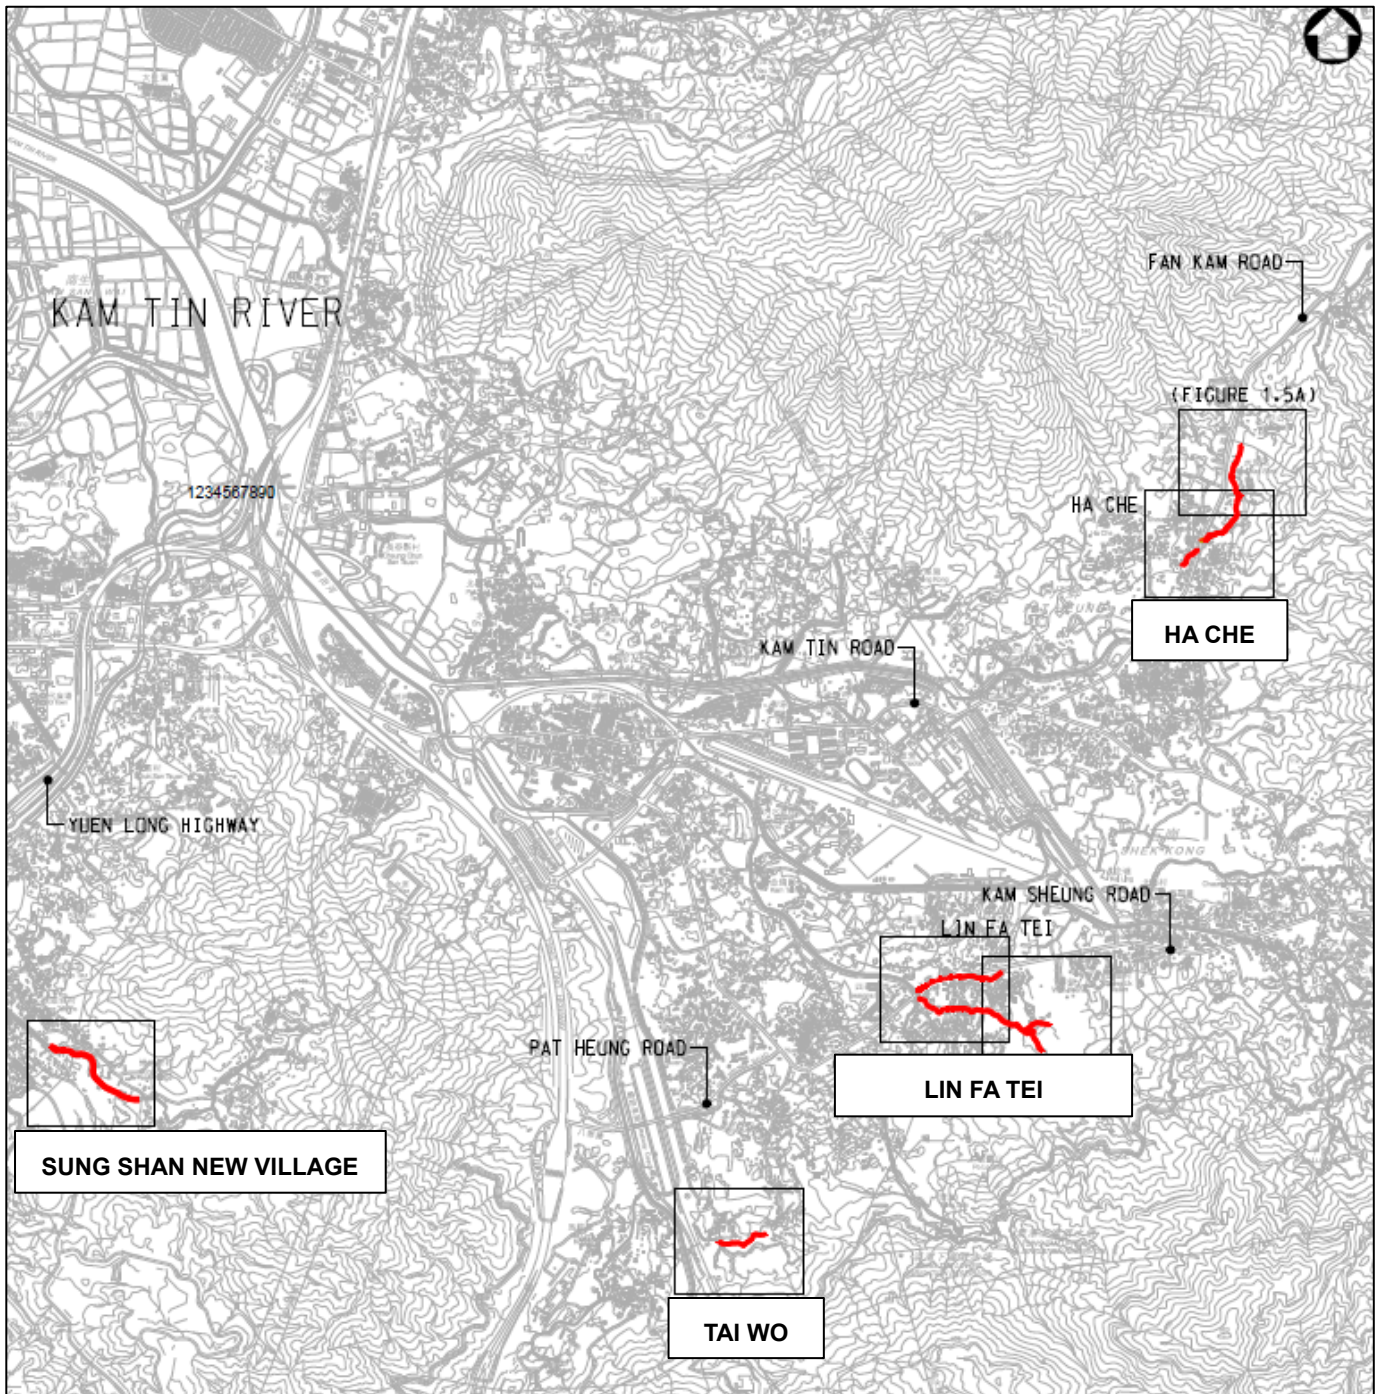 KAM TIN RIVER
FAN KAM ROAD
(FIGURE 1.5A)
1234567890
HA CHE
HA CHE
KAM TIN ROAD
YUEN LONG HIGHWAY
SHEK KONG
KAM SHEUNG ROAD
LIN FA TEI
PAT HEUNG ROAD
LIN FA TEI
SUNG SHAN NEW VILLAGE
TAI WO